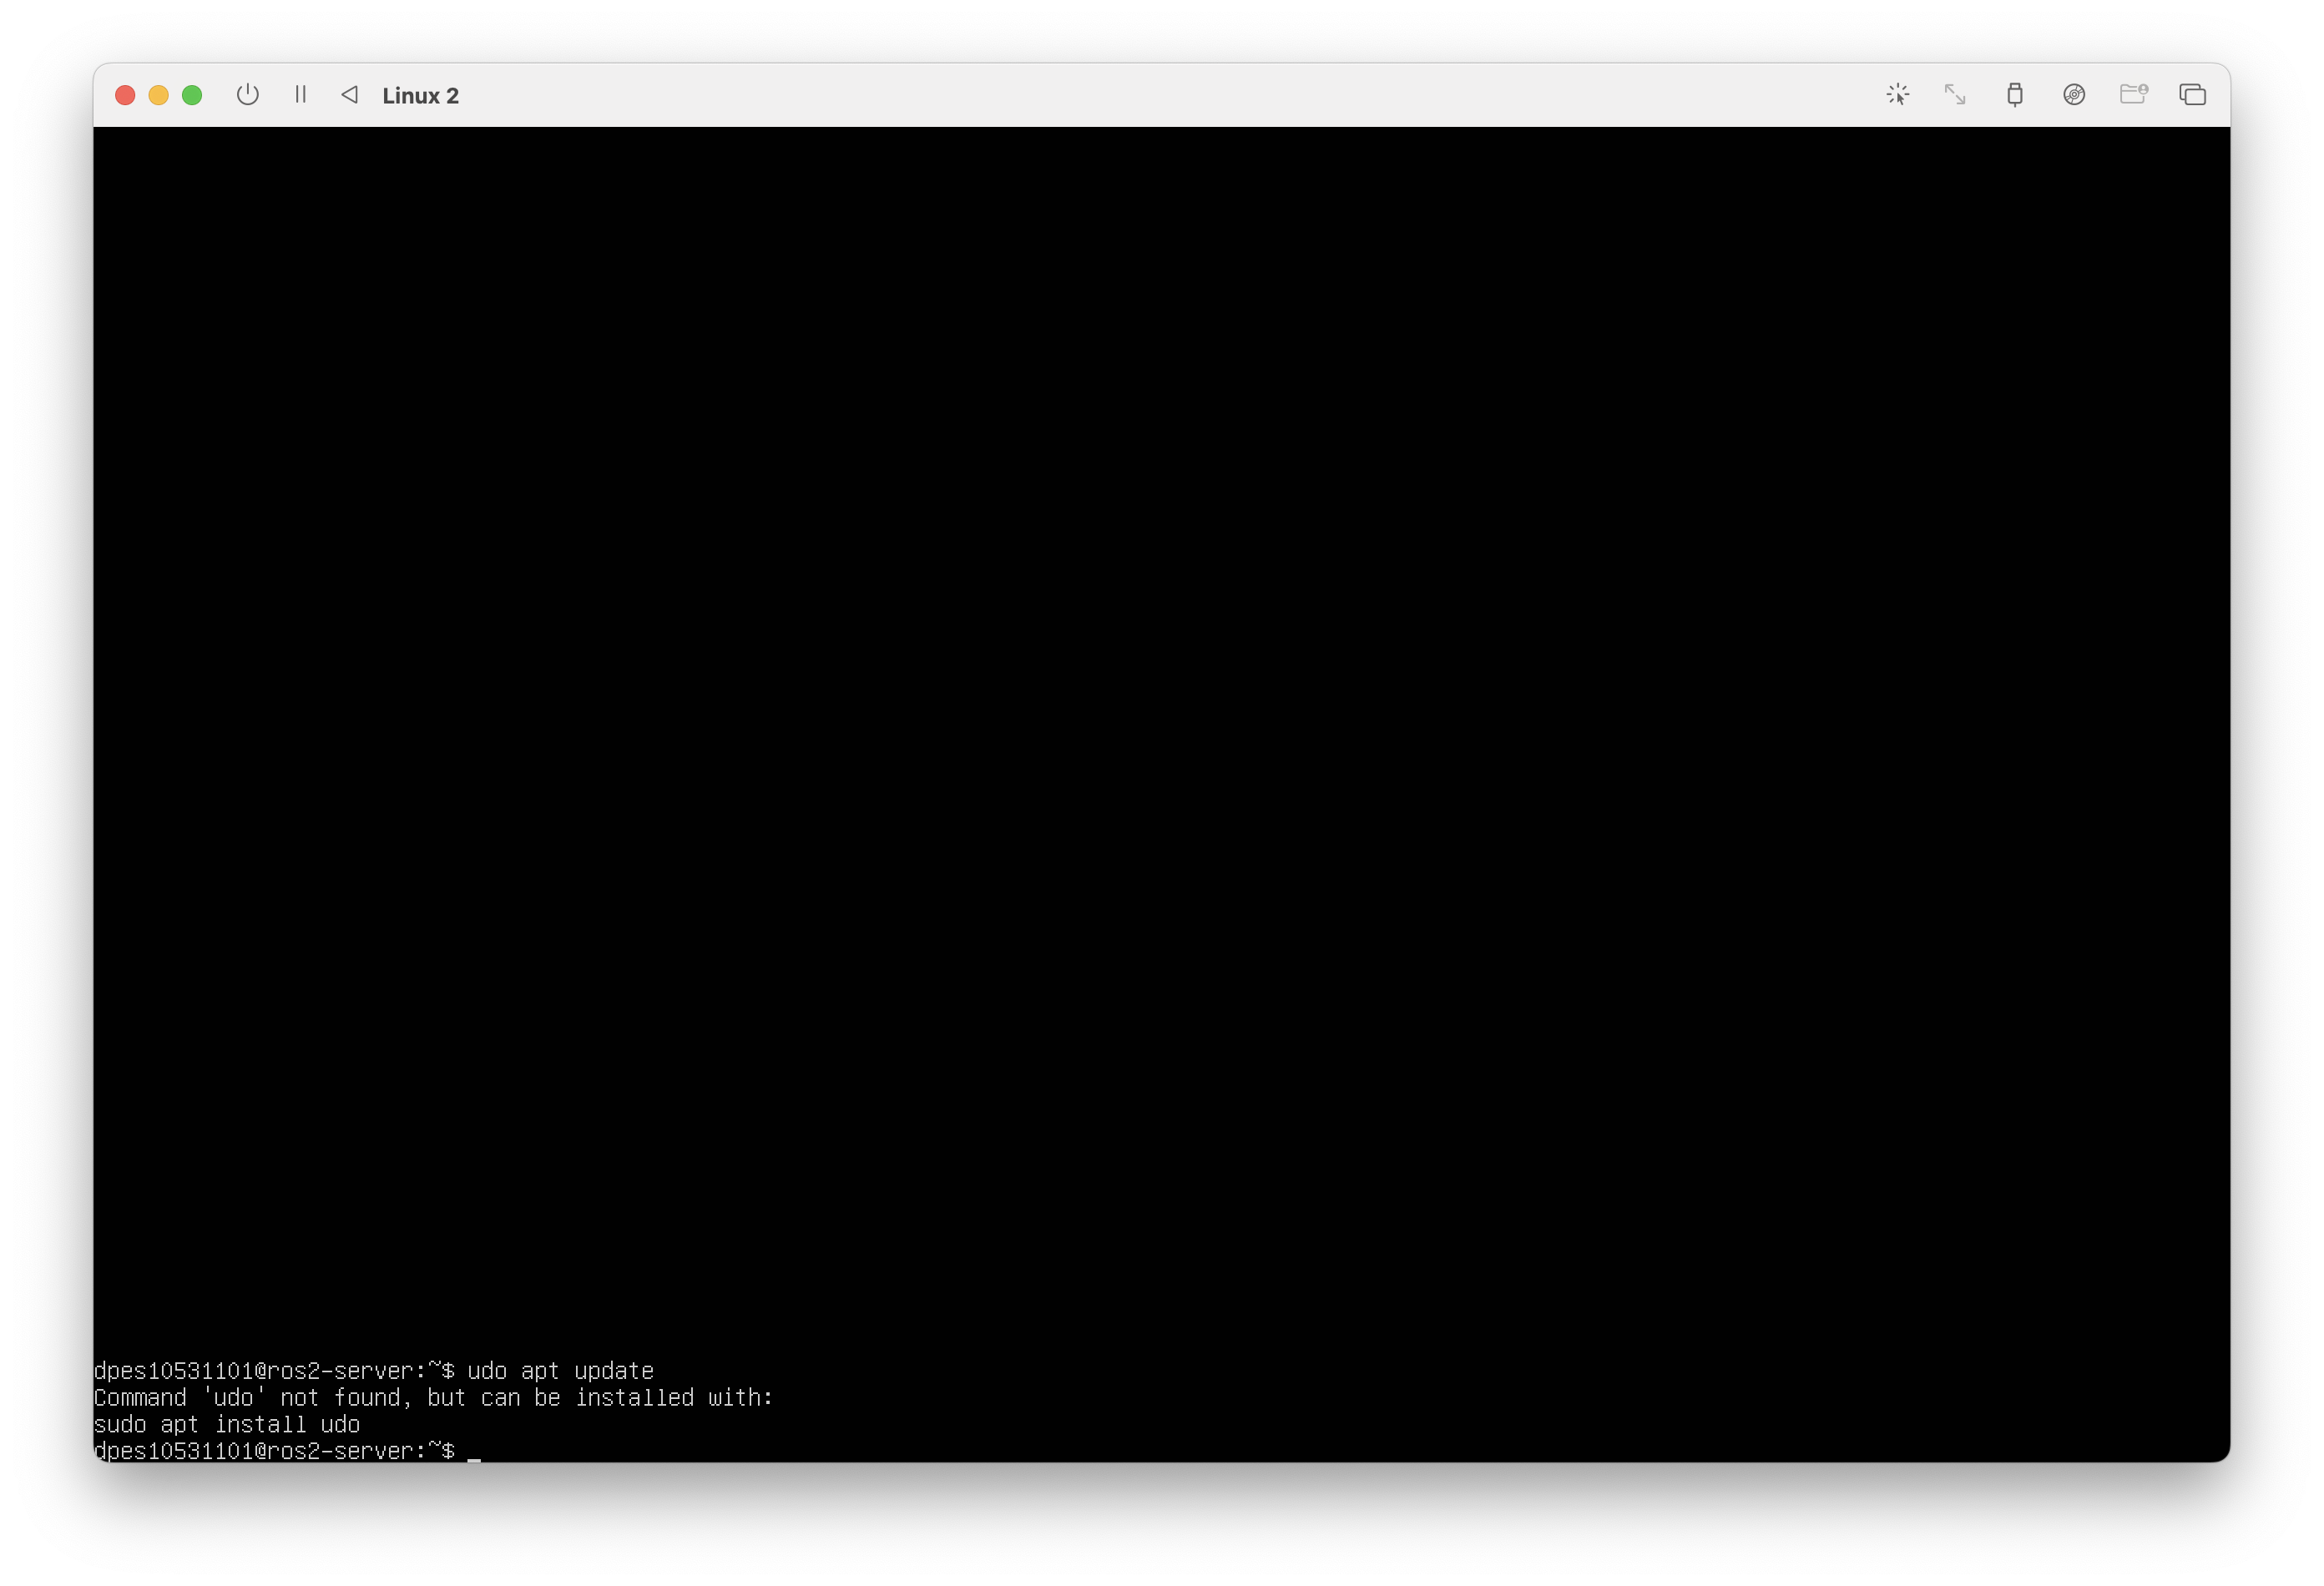 Linux 2
dpes10531101@ros2-server:~$ udo apt update
Command 'udo' not found, but can be installed with:
sudo apt install udo
dpes10531101@ros2-server:~$ _